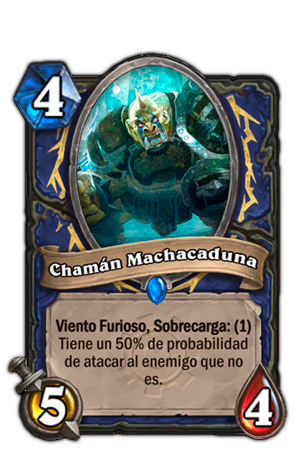 4
Chamán Machacaduna
Viento Furioso, Sobrecarga: (1)
Tiene un 50% de probabilidad
de atacar al enemigo que no
es.
5
4